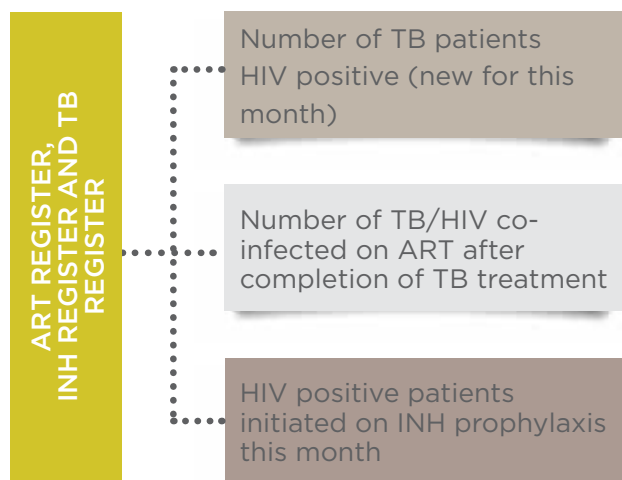 ART REGISTER,
INH REGISTER AND TB
REGISTER
Number of TB patients
HIV positive (new for this
month)
Number of TB/HIV co-
infected on ART after
completion of TB treatment
HIV positive patients
initiated on INH prophylaxis
this month